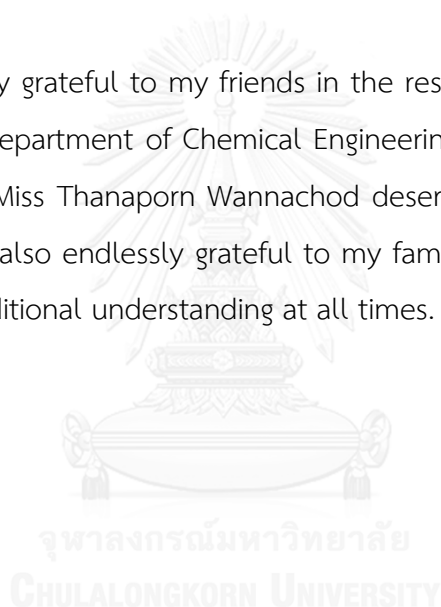 y grateful to my friends in the res
epartment of Chemical Engineerin
Miss Thanaporn Wannachod deser
also endlessly grateful to my fam
ditional understanding at all times.
จุฬาลงกรณ์มหาวิทยาลัย
CHULALONGKORN UNIVERSITY